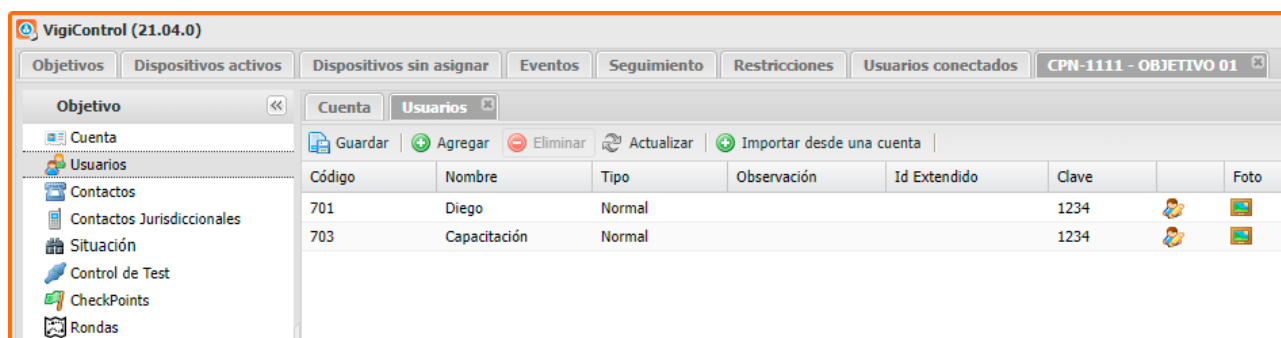 VigiControl (21.04.0)
Objetivos Dispositivos activos Dispositivos sin asignar Eventos Seguimiento Restricciones Usuarios conectados CPN-1111 - OBJETIVO 01
Objetivo
Cuenta
Usuarios
Contactos
Contactos Jurisdiccionales
Situación
Control de Test
CheckPoints
Rondas
Cuenta Usuarios
Guardar Agregar Eliminar Actualizar Importar desde una cuenta
Código Nombre Tipo Observación Id Extendido Clave Foto
701 Diego Normal 1234
703 Capacitación Normal 1234